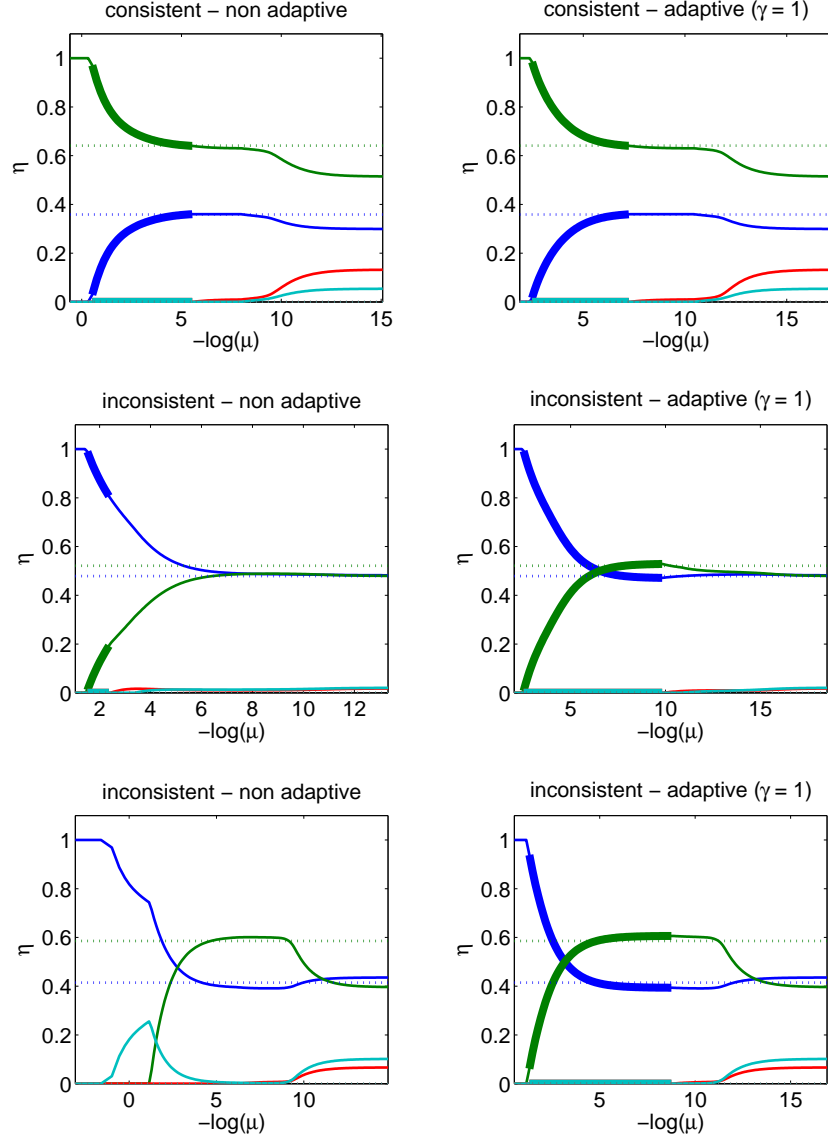 consistent − non adaptive
1
0.8
0.6
η
0.4
0.2
0
0 5 10 15
−log(μ)
consistent − adaptive (γ = 1)
1
0.8
0.6
η
0.4
0.2
0
5 10 15
−log(μ)
inconsistent − non adaptive
1
0.8
0.6
η
0.4
0.2
0
2 4 6 8 10 12
−log(μ)
inconsistent − adaptive (γ = 1)
1
0.8
0.6
η
0.4
0.2
0
5 10 15
−log(μ)
inconsistent − non adaptive
1
0.8
0.6
η
0.4
0.2
0
0 5 10
−log(μ)
inconsistent − adaptive (γ = 1)
1
0.8
0.6
η
0.4
0.2
0
5 10 15
−log(μ)